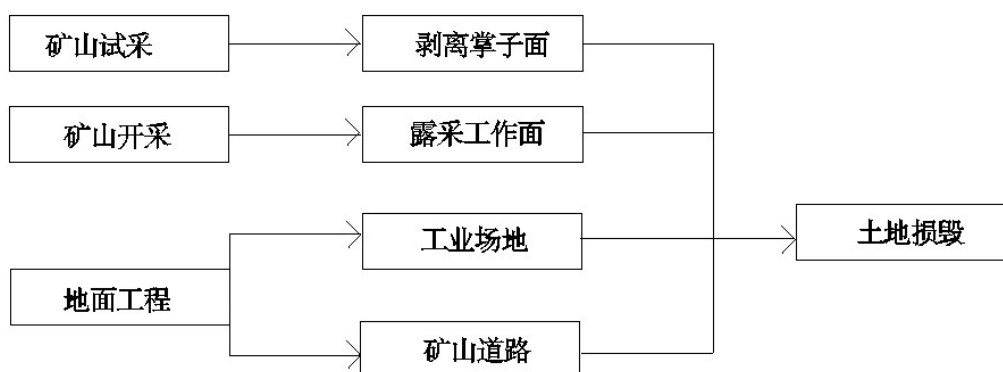 矿山试采
剥离掌子面
矿山开采
露采工作面
工业场地
土地损毁
地面工程
矿山道路